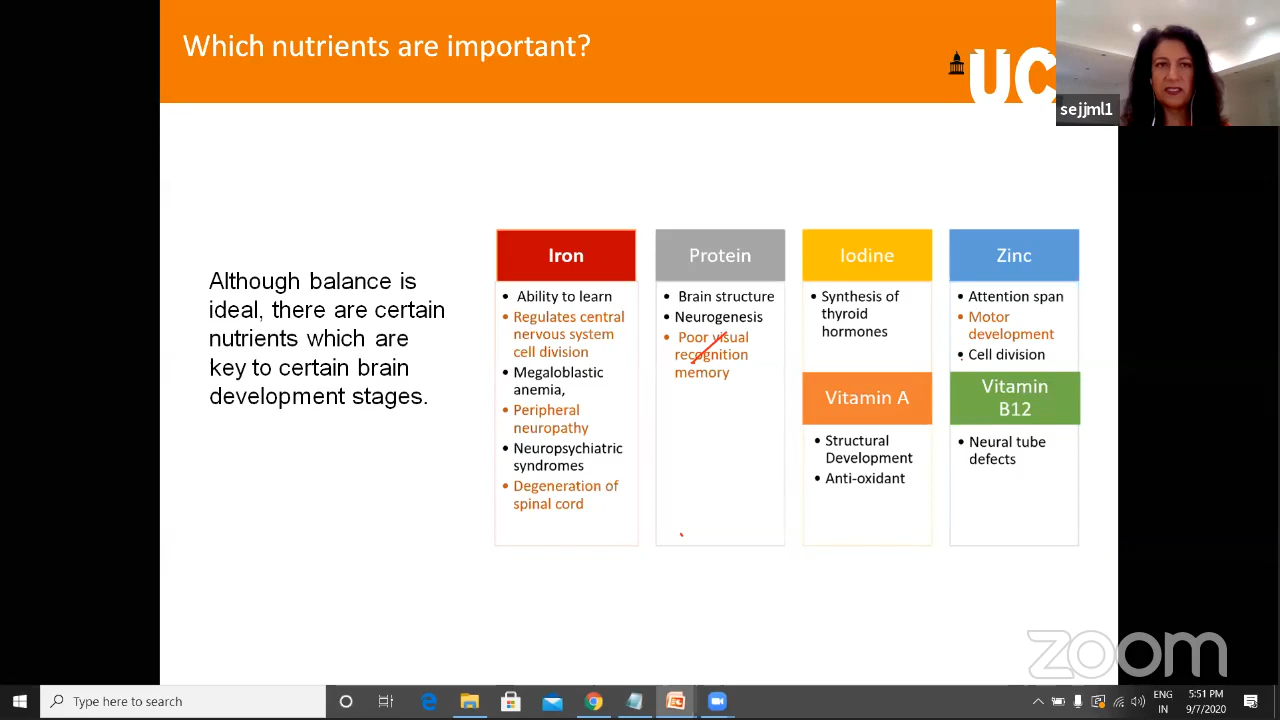 Which nutrients are important?
UC
sejjml1
Although balance is
ideal, there are certain
nutrients which are
key to certain brain
development stages.
Iron
• Ability to learn
• Regulates central
nervous system
cell division
• Megaloblastic
anemia,
• Peripheral
neuropathy
• Neuropsychiatric
syndromes
• Degeneration of
spinal cord
Protein
• Brain structure
• Neurogenesis
• Poor visual
recognition
memory
Iodine
• Synthesis of
thyroid
hormones
Vitamin A
• Structural
Development
• Anti-oxidant
Zinc
• Attention span
• Motor
development
• Cell division
Vitamin
B12
• Neural tube
defects
zoom
Type here to search
ENG
IN
5:51 PM
9/7/2020